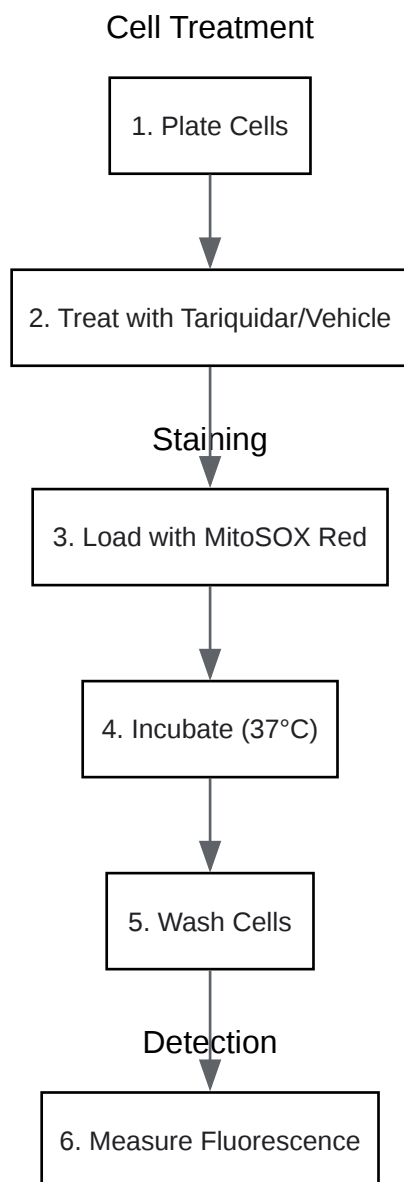 Cell Treatment
1. Plate Cells
2. Treat with Tariquidar/Vehicle
Staining
3. Load with MitoSOX Red
4. Incubate (37°C)
5. Wash Cells
Detection
6. Measure Fluorescence